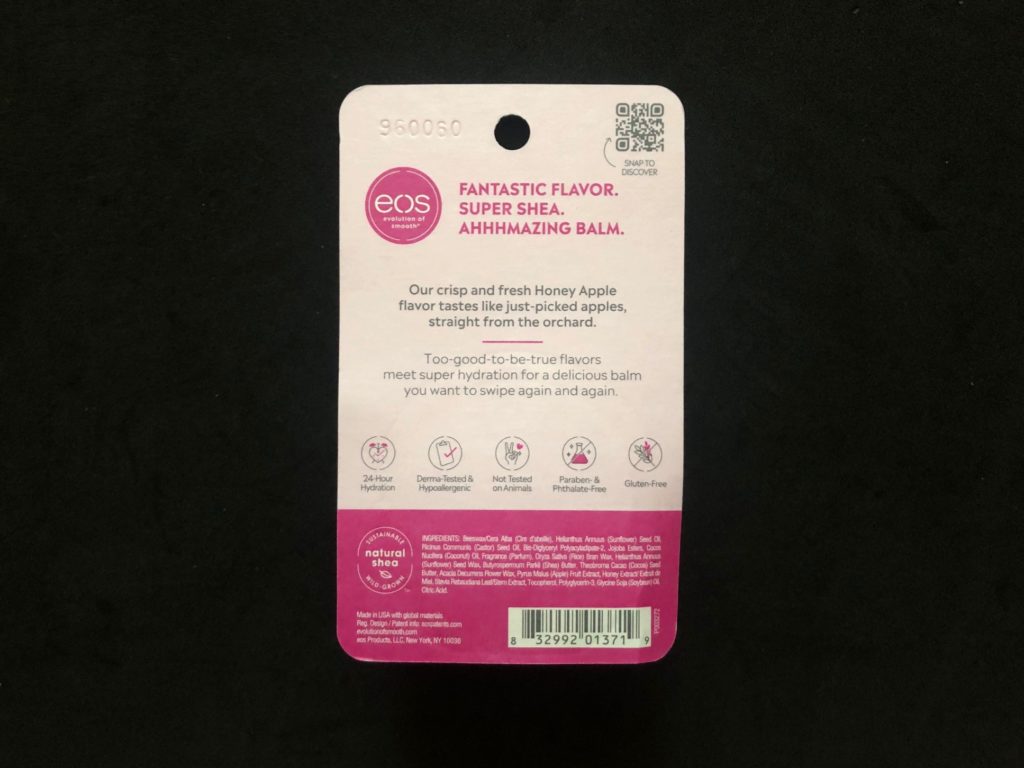 960060
SNAP TO
DISCOVER
eos
evolution of
smooth®
FANTASTIC FLAVOR.
SUPER SHEA.
AHHHMAZING BALM.
Our crisp and fresh Honey Apple
flavor tastes like just-picked apples,
straight from the orchard.
Too-good-to-be-true flavors
meet super hydration for a delicious balm
you want to swipe again and again.
24-Hour
Hydration
Derma-Tested &
Hypoallergenic
Not Tested
on Animals
Paraben- &
Phthalate-Free
Gluten-Free
SUSTAINABLE
natural
shea
WILD-GROWN
INGREDIENTS: Beeswax/Cera Alba (Cire d'abeille), Helianthus Annuus (Sunflower) Seed Oil,
Ricinus Communis (Castor) Seed Oil, Bis-Diglyceryl Polyacyladipate-2, Jojoba Esters, Cocos
Nucifera (Coconut) Oil, Fragrance (Parfum), Oryza Sativa (Rice) Bran Wax, Helianthus Annuus
(Sunflower) Seed Wax, Butyrospermum Parkii (Shea) Butter, Theobroma Cacao (Cocoa) Seed
Butter, Acacia Decurrens Flower Wax, Pyrus Malus (Apple) Fruit Extract, Honey Extract/ Extrait de
Miel, Stevia Rebaudiana Leaf/Stem Extract, Tocopherol, Polyglycerin-3, Glycine Soja (Soybean) Oil,
Citric Acid.
Made in USA with global materials
Reg. Design / Patent info: eospatents.com
evolutionofsmooth.com
eos Products, LLC, New York, NY 10036
8 32992 01371 9